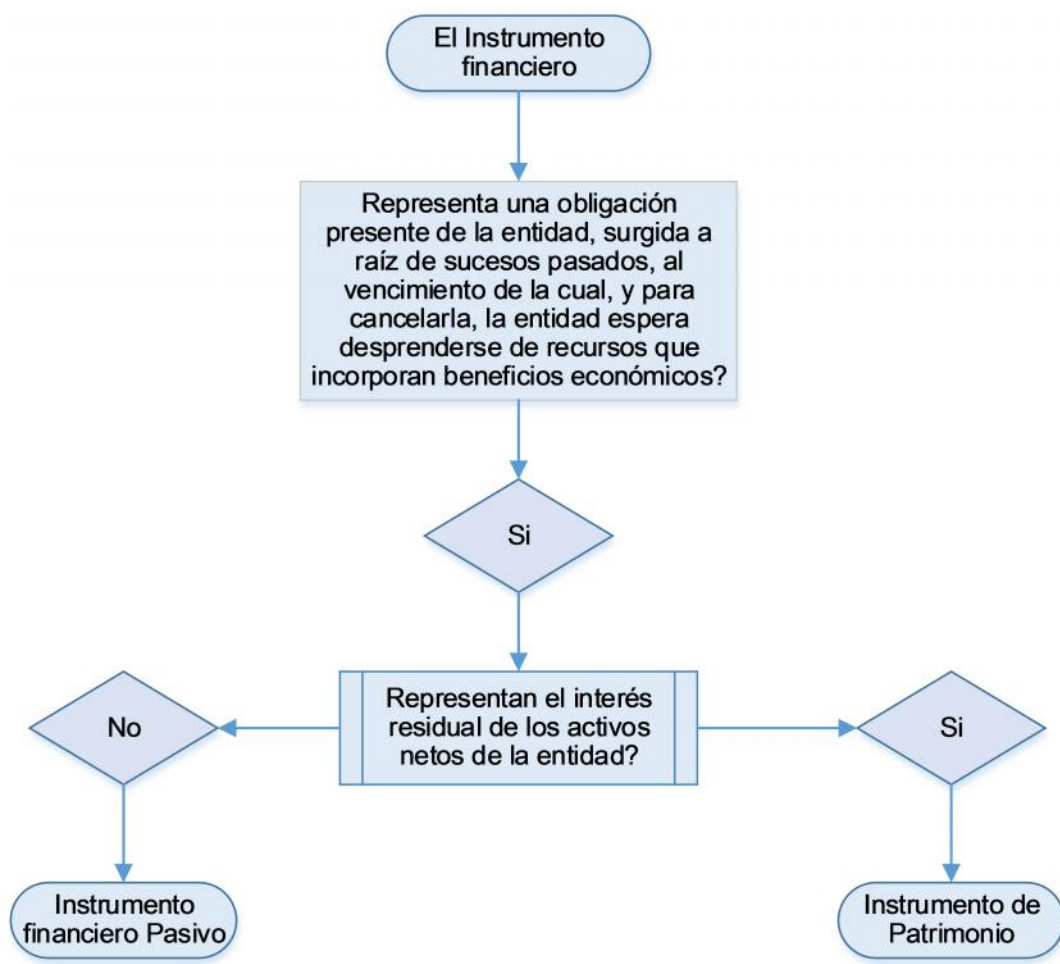 El Instrumento
financiero
Representa una obligación
presente de la entidad, surgida a
raíz de sucesos pasados, al
vencimiento de la cual, y para
cancelarla, la entidad espera
desprenderse de recursos que
incorporan beneficios económicos?
Si
No
Representan el interés
residual de los activos
netos de la entidad?
Si
Instrumento
financiero Pasivo
Instrumento de
Patrimonio